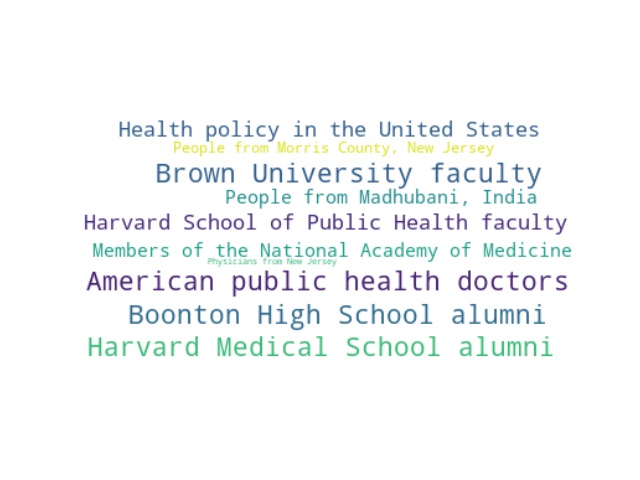 Health policy in the United States
People from Morris County, New Jersey
Brown University faculty
People from Madhubani, India
Harvard School of Public Health faculty
Members of the National Academy of Medicine
Physicians from New Jersey
American public health doctors
Boonton High School alumni
Harvard Medical School alumni